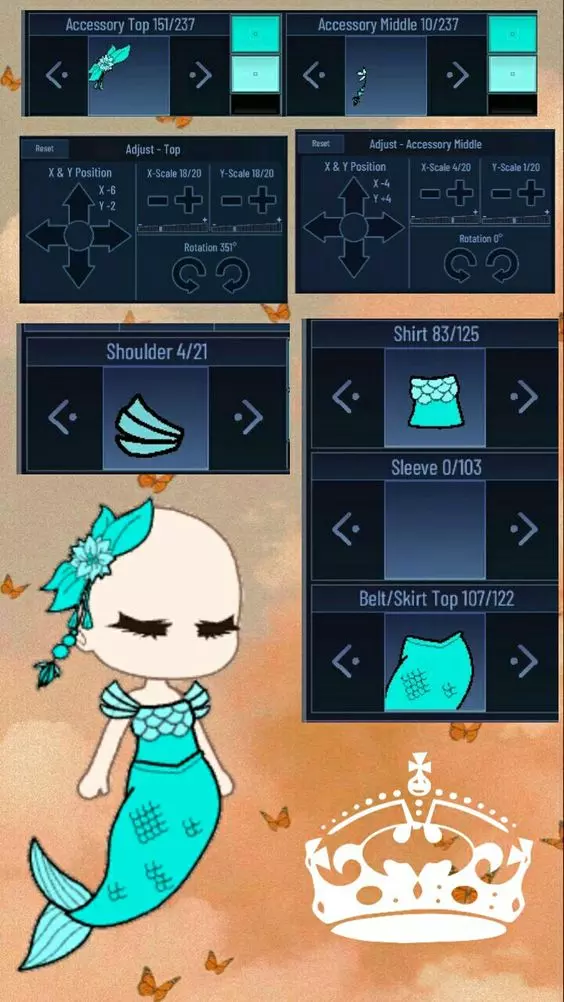 Accessory Top 151/237
Accessory Middle 10/237
Reset
Adjust - Top
X & Y Position
X -6
Y -2
X-Scale 18/20
Y-Scale 18/20
Rotation 351°
Reset
Adjust - Accessory Middle
X & Y Position
X -4
Y +4
X-Scale 4/20
Y-Scale 1/20
Rotation 0°
Shoulder 4/21
Shirt 83/125
Sleeve 0/103
Belt/Skirt Top 107/122